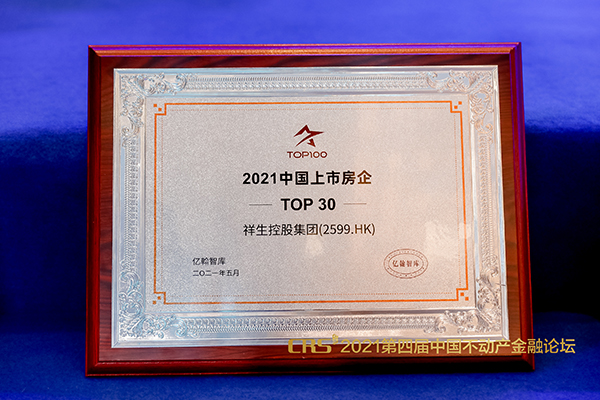 TOP100
2021中国上市房企
TOP 30
祥生控股集团(2599.HK)
亿翰智库
二〇二一年五月
亿翰智库
CRS+ 2021第四届中国不动产金融论坛